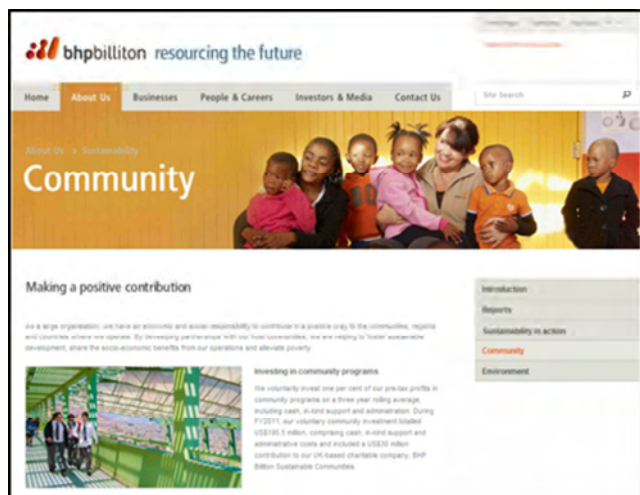 bhpbilliton resourcing the future
Home About Us Businesses People & Careers Investors & Media Contact Us Site Search
About Us > Sustainability
Community
Making a positive contribution
Introduction
Reports
Sustainability in action
Community
Environment
As a large organisation, we have an economic and social responsibility to contribute in a positive way to the communities, regions
and countries where we operate. By developing partnerships with our host communities, we are helping to foster sustainable
development, share the socio-economic benefits from our operations and alleviate poverty.
Investing in community programs
We voluntarily invest one per cent of our pre-tax profits in
community programs on a three year rolling average,
including cash, in-kind support and administration. During
FY2011, our voluntary community investment totalled
US$195.5 million, comprising cash, in-kind support and
administrative costs and included a US$30 million
contribution to our UK-based charitable company, BHP
Billiton Sustainable Communities.